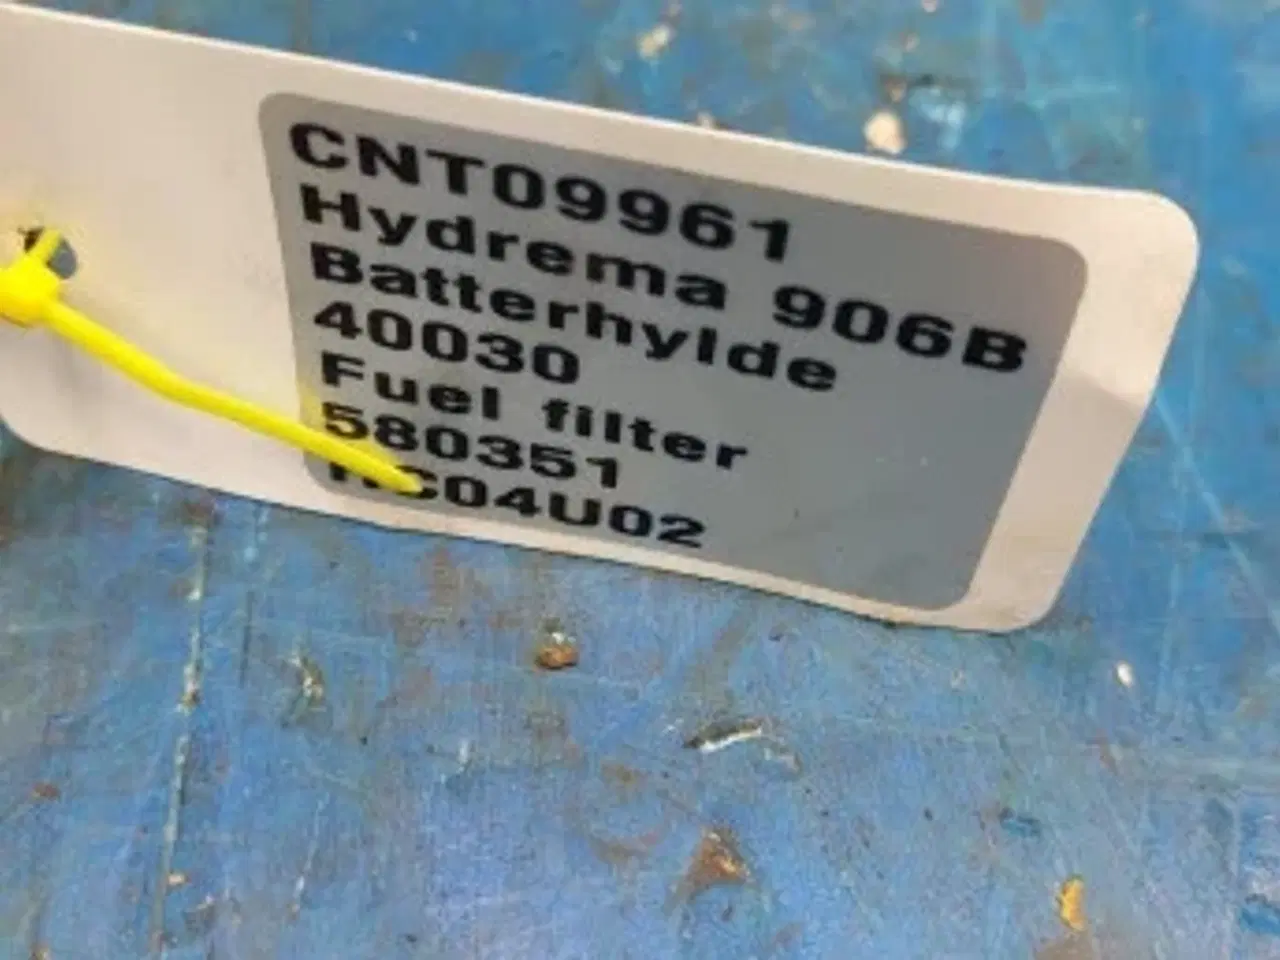 CNT09961
Hydrema 906B
Batterhylde
40030
Fuel filter
580351